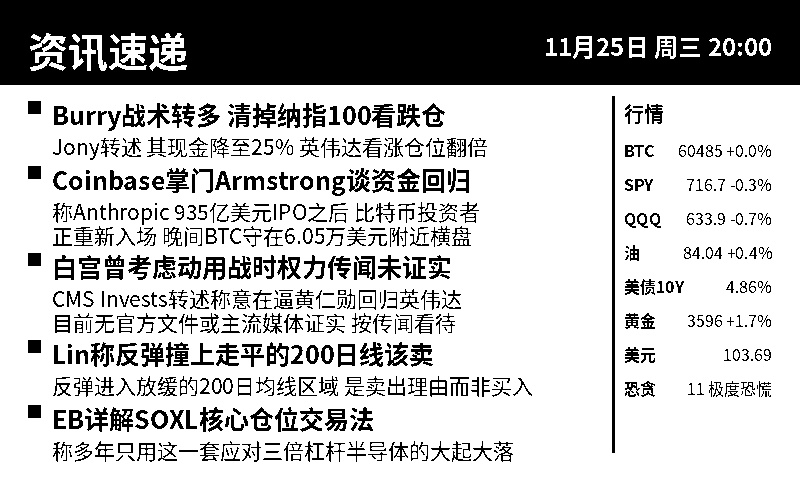 资讯速递
11月25日 周三 20:00
Burry战术转多 清掉纳指100看跌仓
Jony转述 其现金降至25% 英伟达看涨仓位翻倍
Coinbase掌门Armstrong谈资金回归
称Anthropic 935亿美元IPO之后 比特币投资者
正重新入场 晚间BTC守在6.05万美元附近横盘
白宫曾考虑动用战时权力传闻未证实
CMS Invests转述称意在逼黄仁勋回归英伟达
目前无官方文件或主流媒体证实 按传闻看待
Lin称反弹撞上走平的200日线该卖
反弹进入放缓的200日均线区域 是卖出理由而非买入
EB详解SOXL核心仓位交易法
称多年只用这一套应对三倍杠杆半导体的大起大落
行情
BTC 60485 +0.0%
SPY 716.7 -0.3%
QQQ 633.9 -0.7%
油 84.04 +0.4%
美债10Y 4.86%
黄金 3596 +1.7%
美元 103.69
恐贪 11 极度恐慌